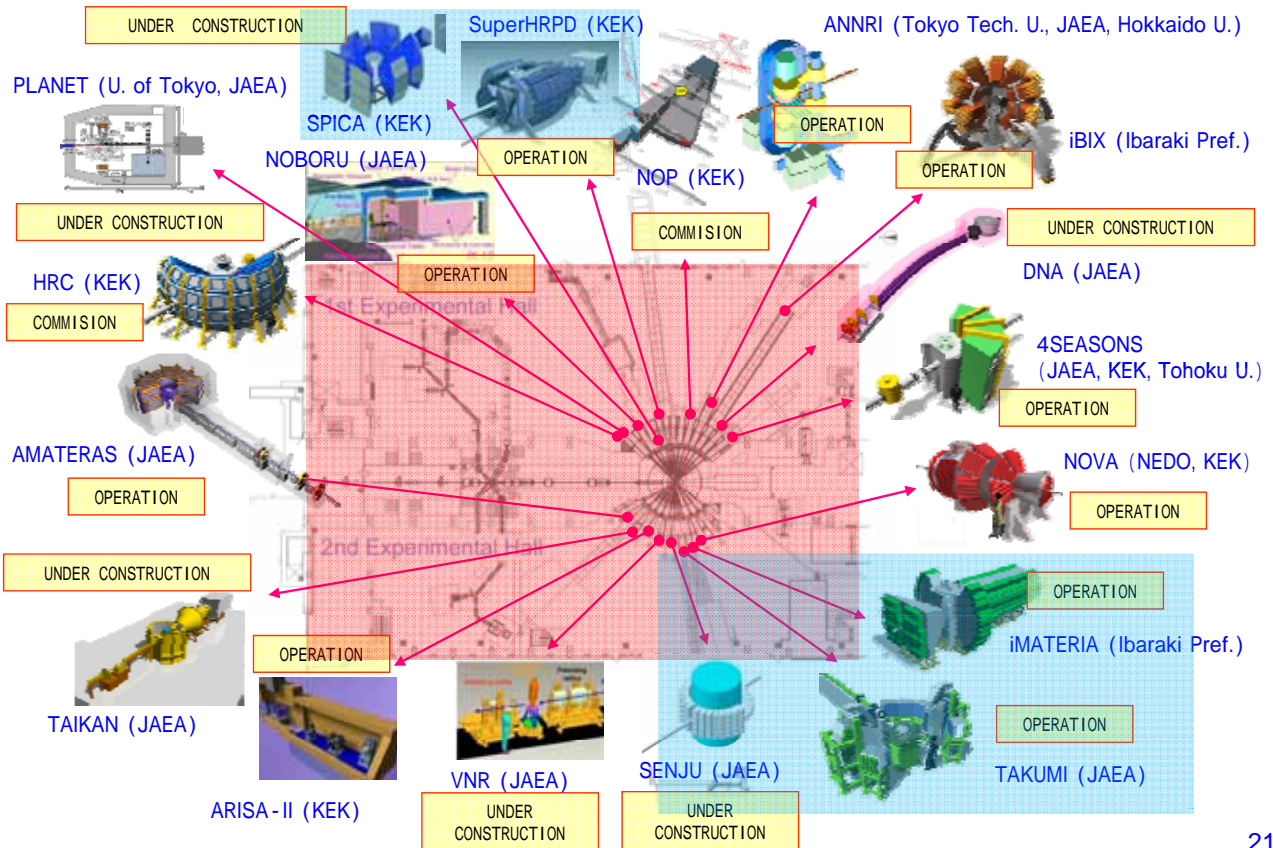 UNDER CONSTRUCTION
SuperHRPD (KEK)
ANNRI (Tokyo Tech. U., JAEA, Hokkaido U.)
PLANET (U. of Tokyo, JAEA)
SPICA (KEK)
OPERATION
iBIX (Ibaraki Pref.)
NOBORU (JAEA)
OPERATION
NOP (KEK)
OPERATION
UNDER CONSTRUCTION
COMMISION
UNDER CONSTRUCTION
DNA (JAEA)
HRC (KEK)
OPERATION
1st Experimental Hall
COMMISION
4SEASONS
(JAEA, KEK, Tohoku U.)
OPERATION
AMATERAS (JAEA)
OPERATION
NOVA (NEDO, KEK)
OPERATION
2nd Experimental Hall
UNDER CONSTRUCTION
OPERATION
iMATERIA (Ibaraki Pref.)
OPERATION
TAIKAN (JAEA)
OPERATION
ARISA-II (KEK)
VNR (JAEA)
SENJU (JAEA)
TAKUMI (JAEA)
UNDER
CONSTRUCTION
UNDER
CONSTRUCTION
21